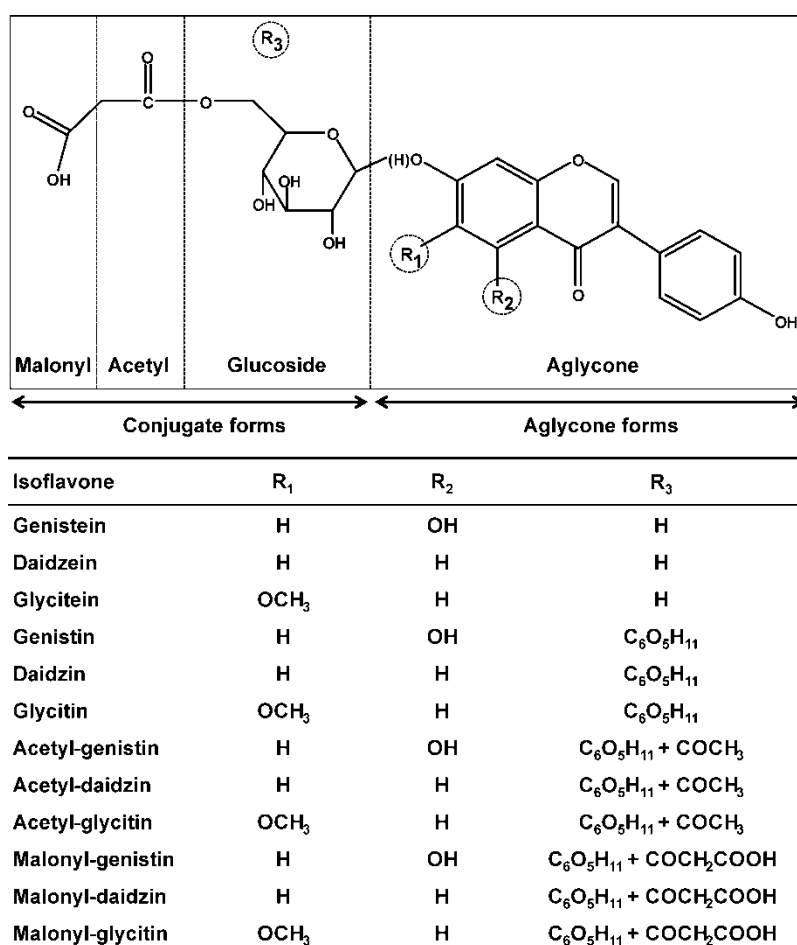 R₃
O
O
C
O
O
OH
OH
OH
OH
OH
(H)O
O
R₁
R₂
O
OH
Malonyl Acetyl Glucoside Aglycone
Conjugate forms Aglycone forms
Isoflavone R₁ R₂ R₃
Genistein H OH H
Daidzein H H H
Glycitein OCH₃ H H
Genistin H OH C₆O₅H₁₁
Daidzin H H C₆O₅H₁₁
Glycitin OCH₃ H C₆O₅H₁₁
Acetyl-genistin H OH C₆O₅H₁₁ + COCH₃
Acetyl-daidzin H H C₆O₅H₁₁ + COCH₃
Acetyl-glycitin OCH₃ H C₆O₅H₁₁ + COCH₃
Malonyl-genistin H OH C₆O₅H₁₁ + COCH₂COOH
Malonyl-daidzin H H C₆O₅H₁₁ + COCH₂COOH
Malonyl-glycitin OCH₃ H C₆O₅H₁₁ + COCH₂COOH